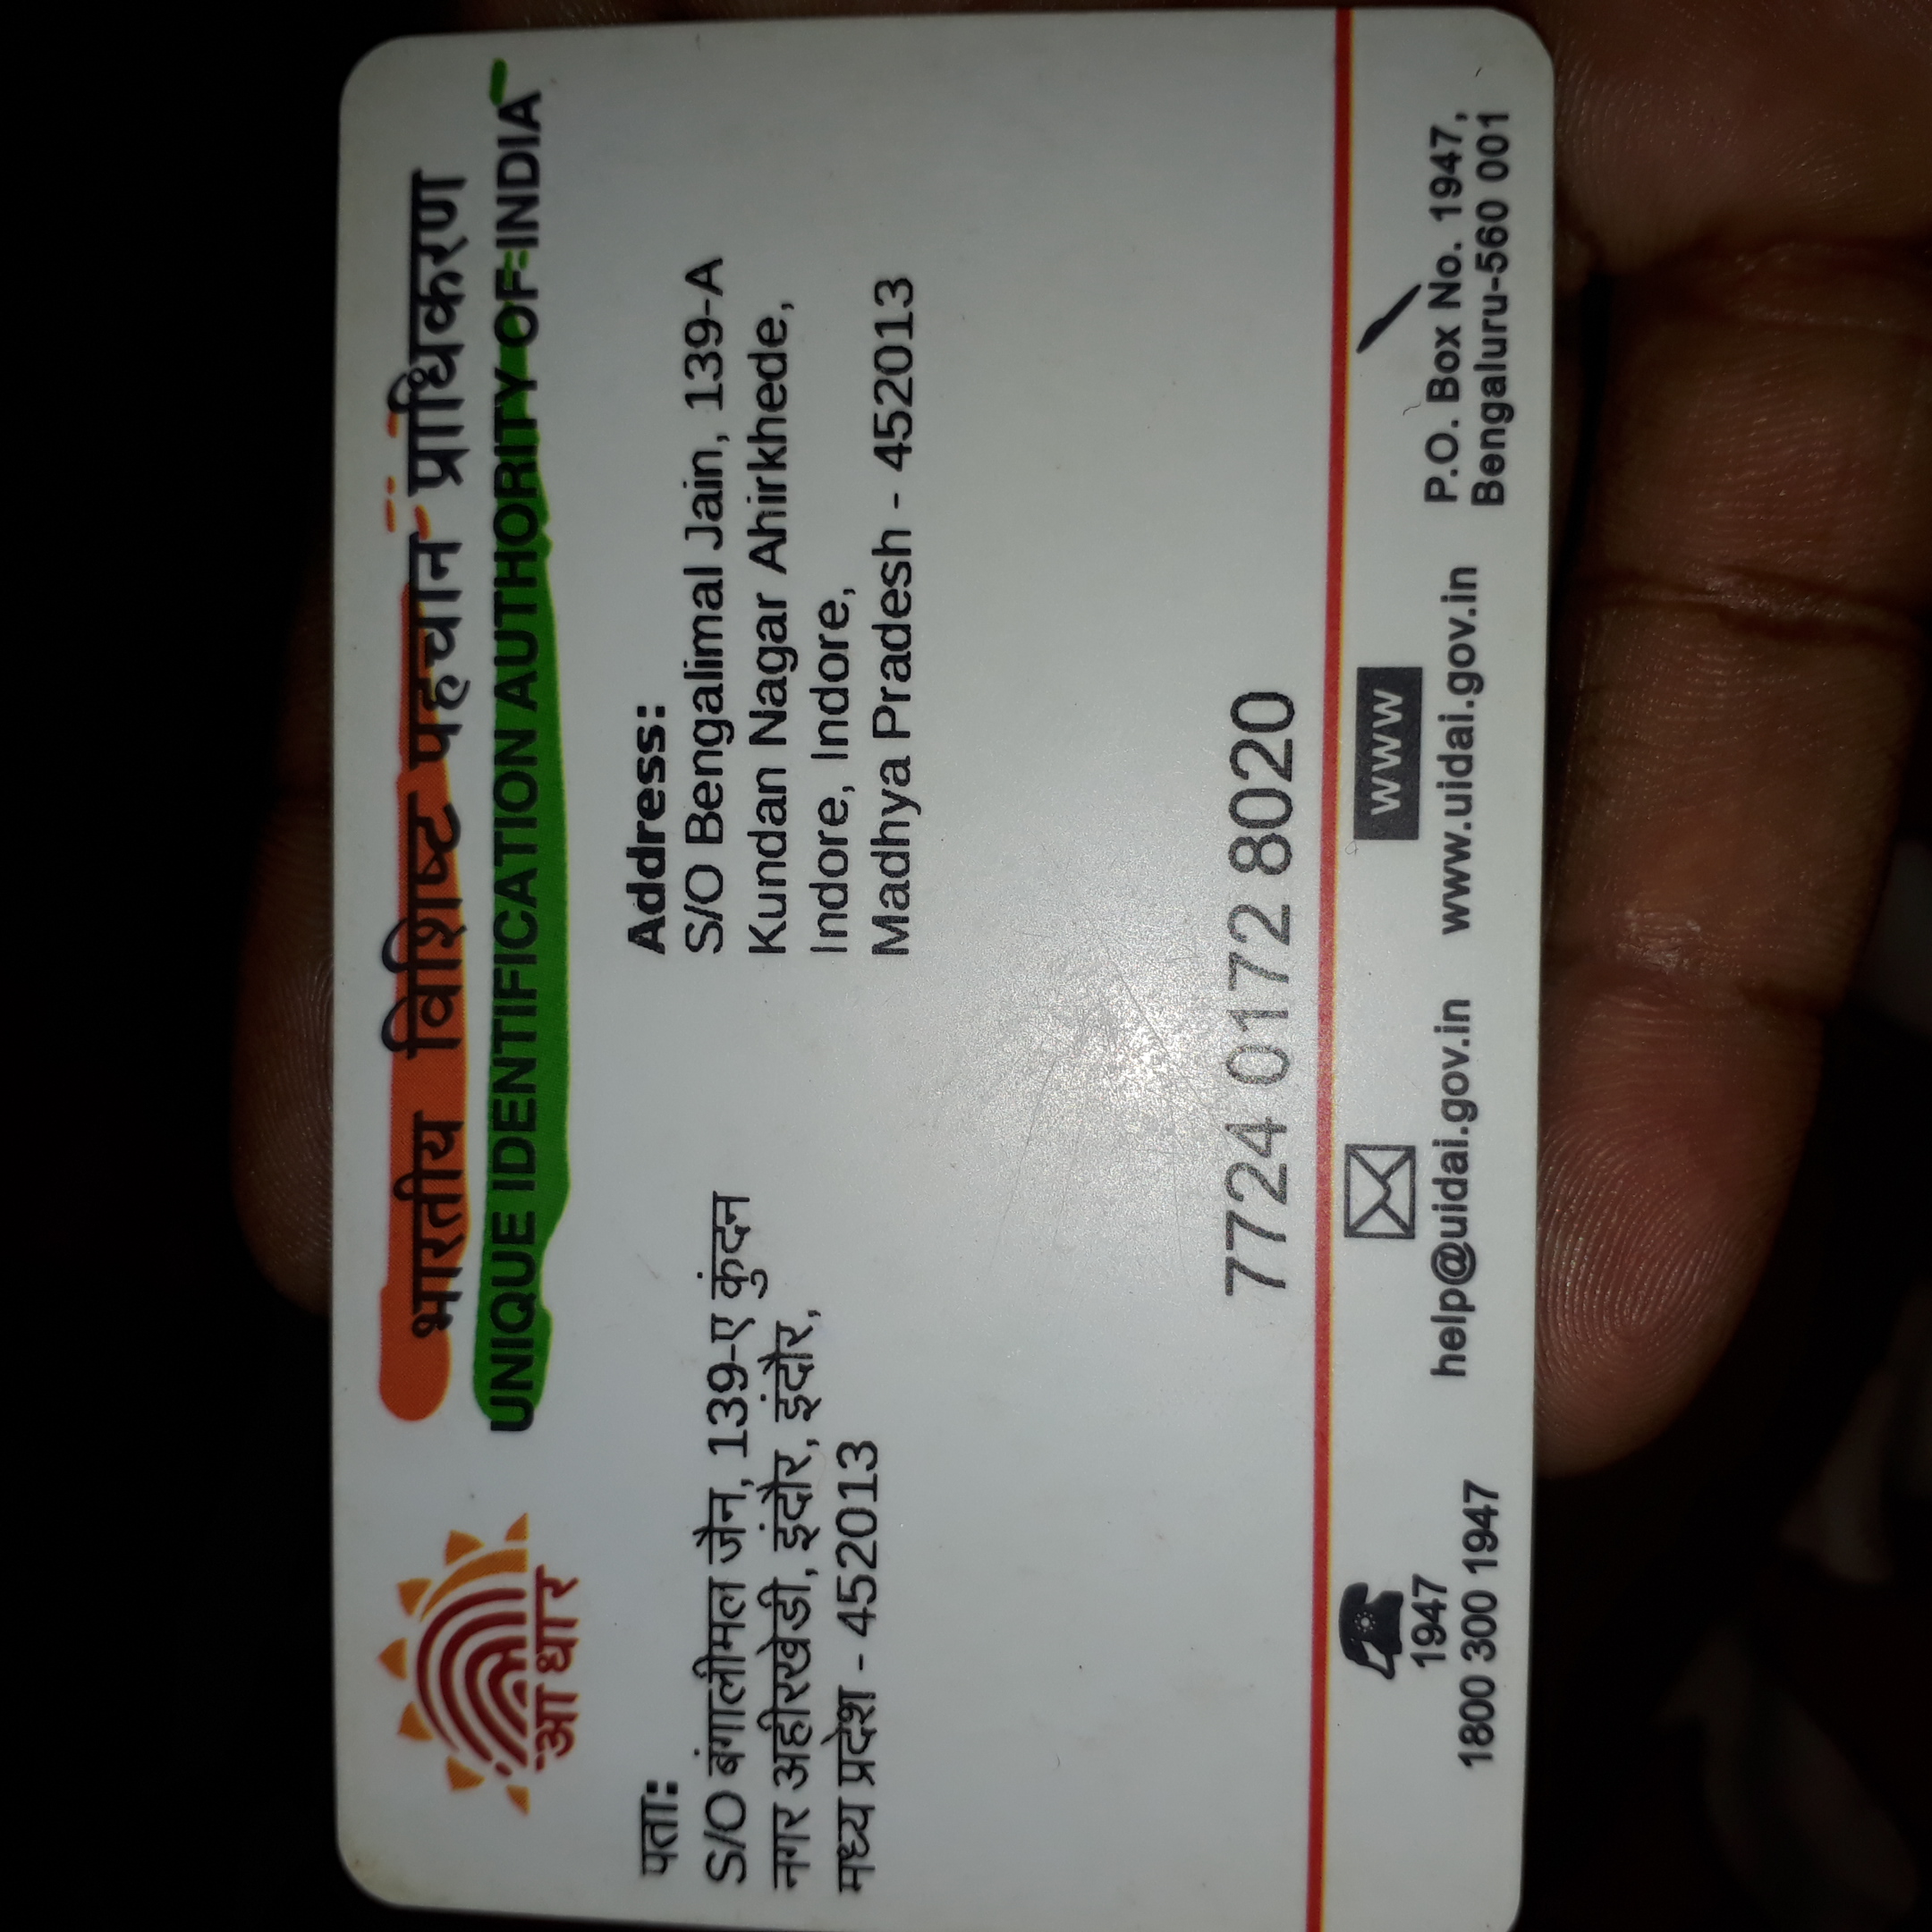 आधार
भारतीय विशिष्ट पहचान प्राधिकरण
UNIQUE IDENTIFICATION AUTHORITY OF INDIA
पता:
S/O बंगालीमल जैन, 139-ए कुंदन
नगर अहीरखेडी, इंदौर, इंदौर,
मध्य प्रदेश - 452013
Address:
S/O Bengalimal Jain, 139-A
Kundan Nagar Ahirkhede,
Indore, Indore,
Madhya Pradesh - 452013
7724 0172 8020
1947
1800 300 1947
help@uidai.gov.in
www
www.uidai.gov.in
P.O. Box No. 1947,
Bengaluru-560 001